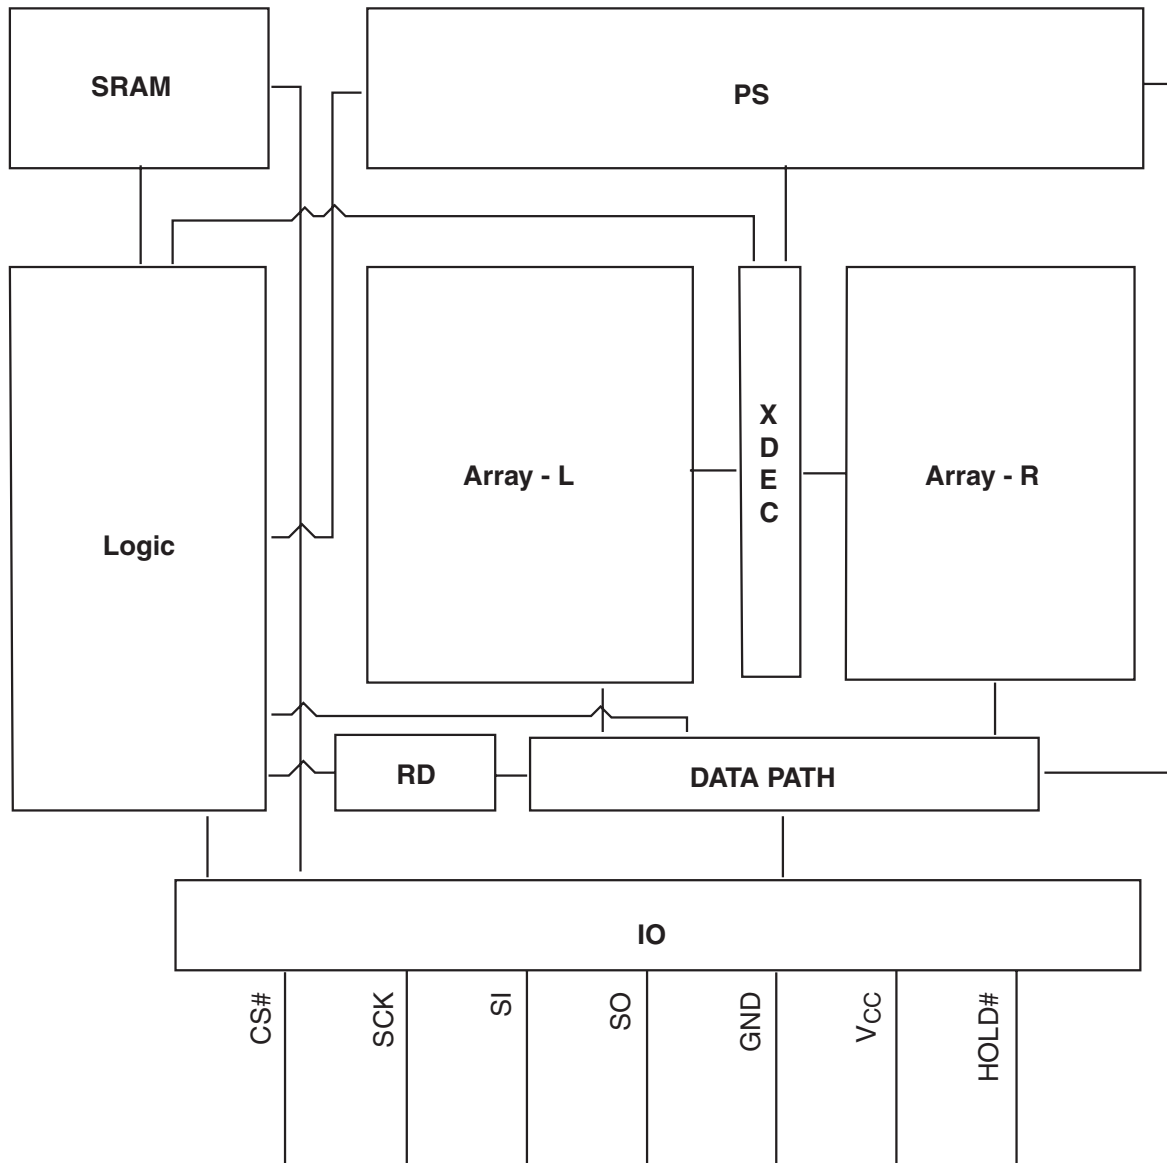 SRAM
PS
Logic
Array - L
X
D
E
C
Array - R
RD
DATA PATH
IO
CS#
SCK
SI
SO
GND
VCC
HOLD#